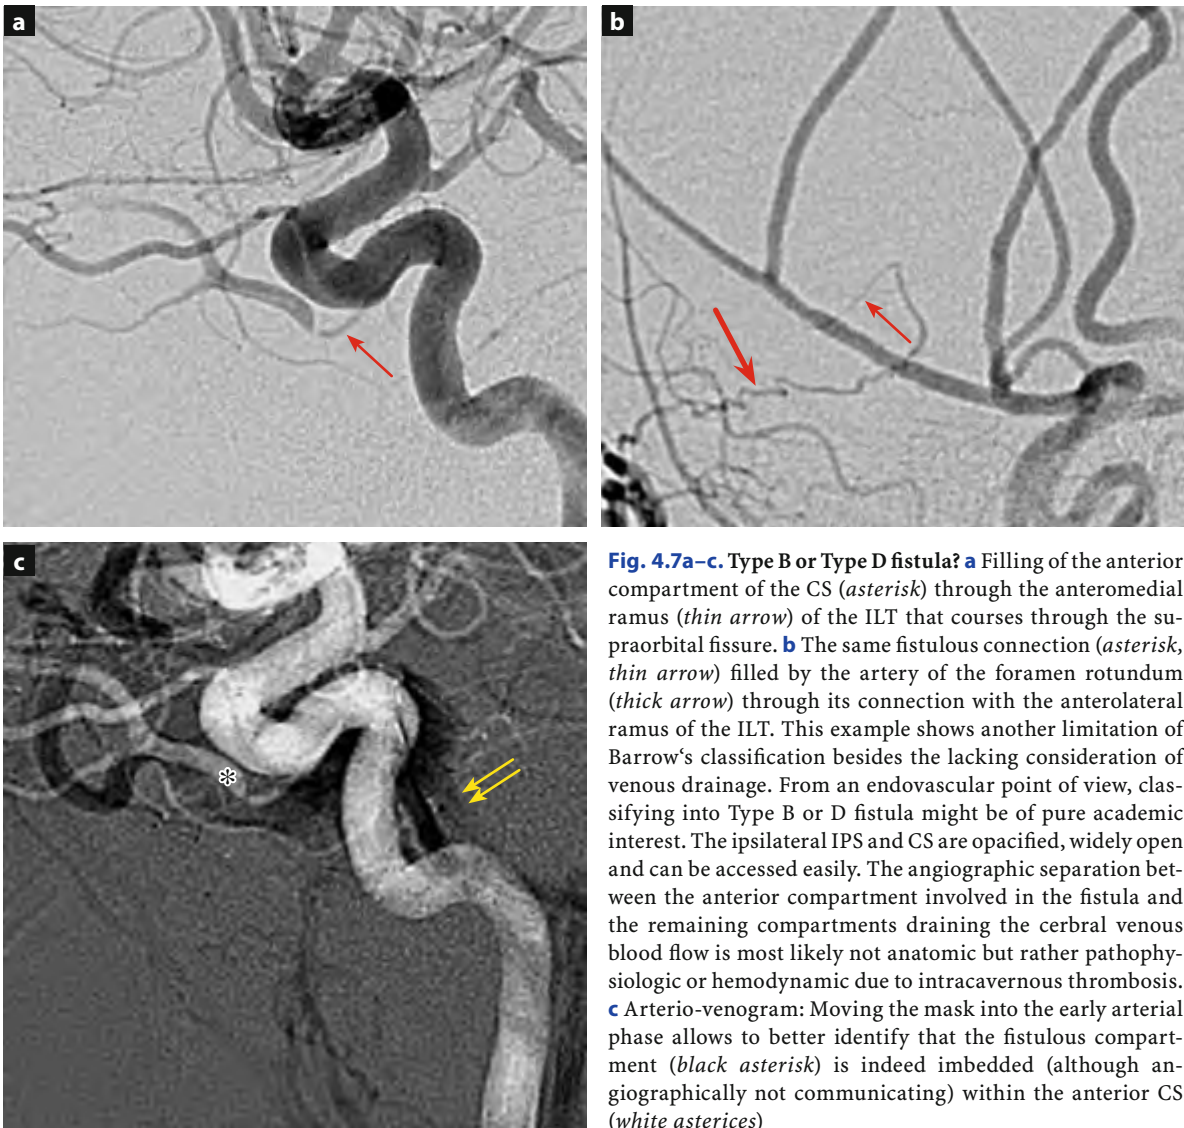 a
b
c
Fig. 4.7a–c. Type B or Type D fistula? a Filling of the anterior
compartment of the CS (asterisk) through the anteromedial
ramus (thin arrow) of the ILT that courses through the su-
praorbital fissure. b The same fistulous connection (asterisk,
thin arrow) filled by the artery of the foramen rotundum
(thick arrow) through its connection with the anterolateral
ramus of the ILT. This example shows another limitation of
Barrow‘s classification besides the lacking consideration of
venous drainage. From an endovascular point of view, clas-
sifying into Type B or D fistula might be of pure academic
interest. The ipsilateral IPS and CS are opacified, widely open
and can be accessed easily. The angiographic separation bet-
ween the anterior compartment involved in the fistula and
the remaining compartments draining the cerbral venous
blood flow is most likely not anatomic but rather pathophy-
siologic or hemodynamic due to intracavernous thrombosis.
c Arterio-venogram: Moving the mask into the early arterial
phase allows to better identify that the fistulous compart-
ment (black asterisk) is indeed imbedded (although an-
giographically not communicating) within the anterior CS
(white asterices)